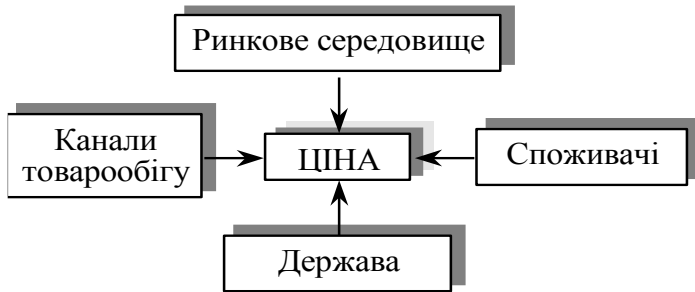 Ринкове середовище
Канали
товарообігу
ЦІНА
Споживачі
Держава